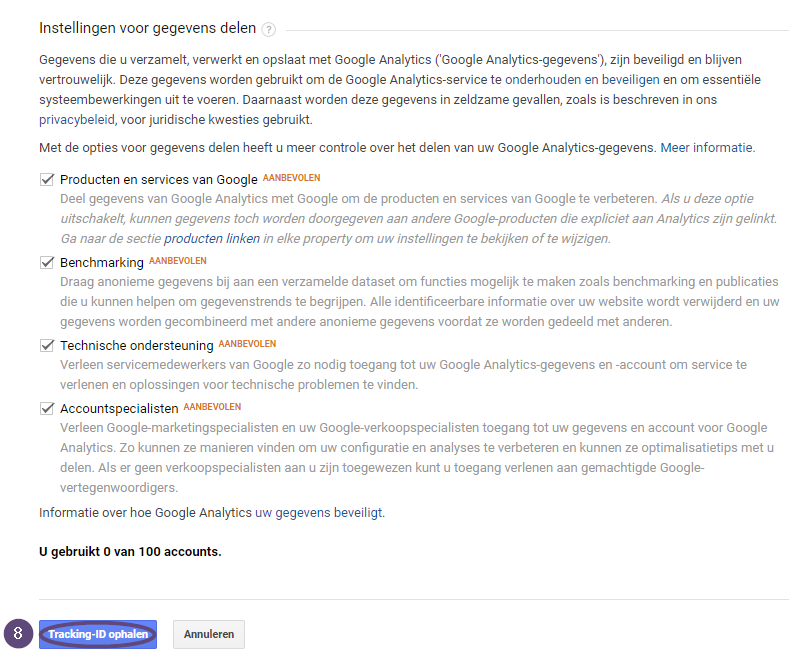 Instellingen voor gegevens delen ?
Gegevens die u verzamelt, verwerkt en opslaat met Google Analytics ('Google Analytics-gegevens'), zijn beveiligd en blijven
vertrouwelijk. Deze gegevens worden gebruikt om de Google Analytics-service te onderhouden en beveiligen en om essentiële
systeembewerkingen uit te voeren. Daarnaast worden deze gegevens in zeldzame gevallen, zoals is beschreven in ons
privacybeleid, voor juridische kwesties gebruikt.
Met de opties voor gegevens delen heeft u meer controle over het delen van uw Google Analytics-gegevens. Meer informatie.
Producten en services van Google AANBEVOLEN
Deel gegevens van Google Analytics met Google om de producten en services van Google te verbeteren. Als u deze optie
uitschakelt, kunnen gegevens toch worden doorgegeven aan andere Google-producten die expliciet aan Analytics zijn gelinkt.
Ga naar de sectie producten linken in elke property om uw instellingen te bekijken of te wijzigen.
Benchmarking AANBEVOLEN
Draag anonieme gegevens bij aan een verzamelde dataset om functies mogelijk te maken zoals benchmarking en publicaties
die u kunnen helpen om gegevenstrends te begrijpen. Alle identificeerbare informatie over uw website wordt verwijderd en uw
gegevens worden gecombineerd met andere anonieme gegevens voordat ze worden gedeeld met anderen.
Technische ondersteuning AANBEVOLEN
Verleen servicemedewerkers van Google zo nodig toegang tot uw Google Analytics-gegevens en -account om service te
verlenen en oplossingen voor technische problemen te vinden.
Accountspecialisten AANBEVOLEN
Verleen Google-marketingspecialisten en uw Google-verkoopspecialisten toegang tot uw gegevens en account voor Google
Analytics. Zo kunnen ze manieren vinden om uw configuratie en analyses te verbeteren en kunnen ze optimalisatietips met u
delen. Als er geen verkoopspecialisten aan u zijn toegewezen kunt u toegang verlenen aan gemachtigde Google-
vertegenwoordigers.
Informatie over hoe Google Analytics uw gegevens beveiligt.
U gebruikt 0 van 100 accounts.
8 Tracking-ID ophalen Annuleren